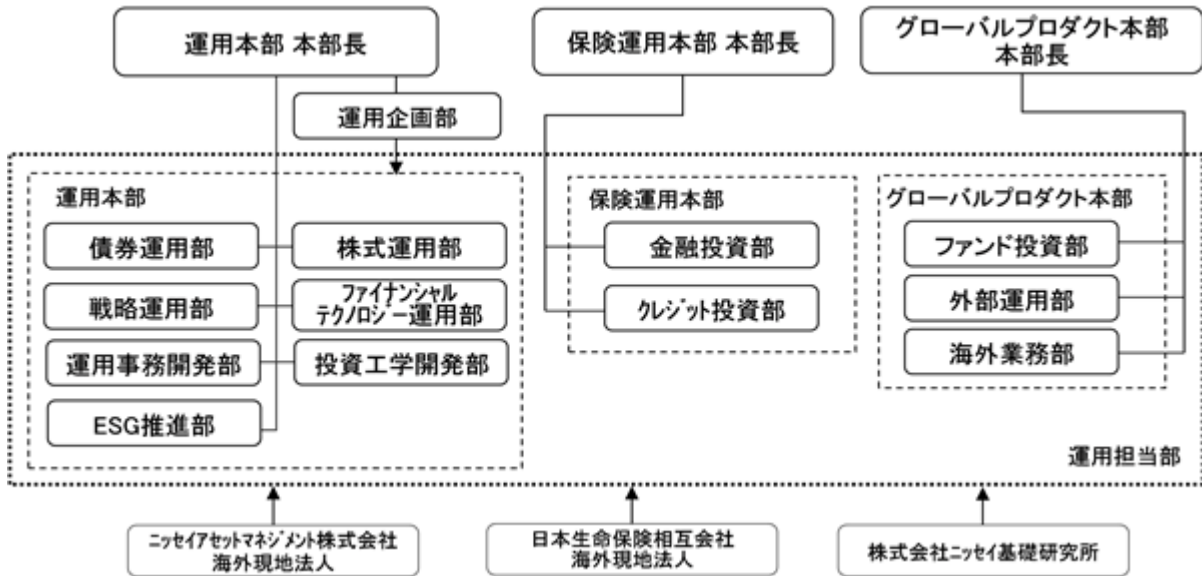 運用本部 本部長
保険運用本部 本部長
グローバルプロダクト本部
本部長
運用企画部
運用本部
債券運用部
株式運用部
戦略運用部
ファイナンシャル
テクノロジー運用部
運用事務開発部
投資工学開発部
ESG推進部
保険運用本部
金融投資部
クレジット投資部
グローバルプロダクト本部
ファンド投資部
外部運用部
海外業務部
運用担当部
ニッセイアセットマネジメント株式会社
海外現地法人
日本生命保険相互会社
海外現地法人
株式会社ニッセイ基礎研究所